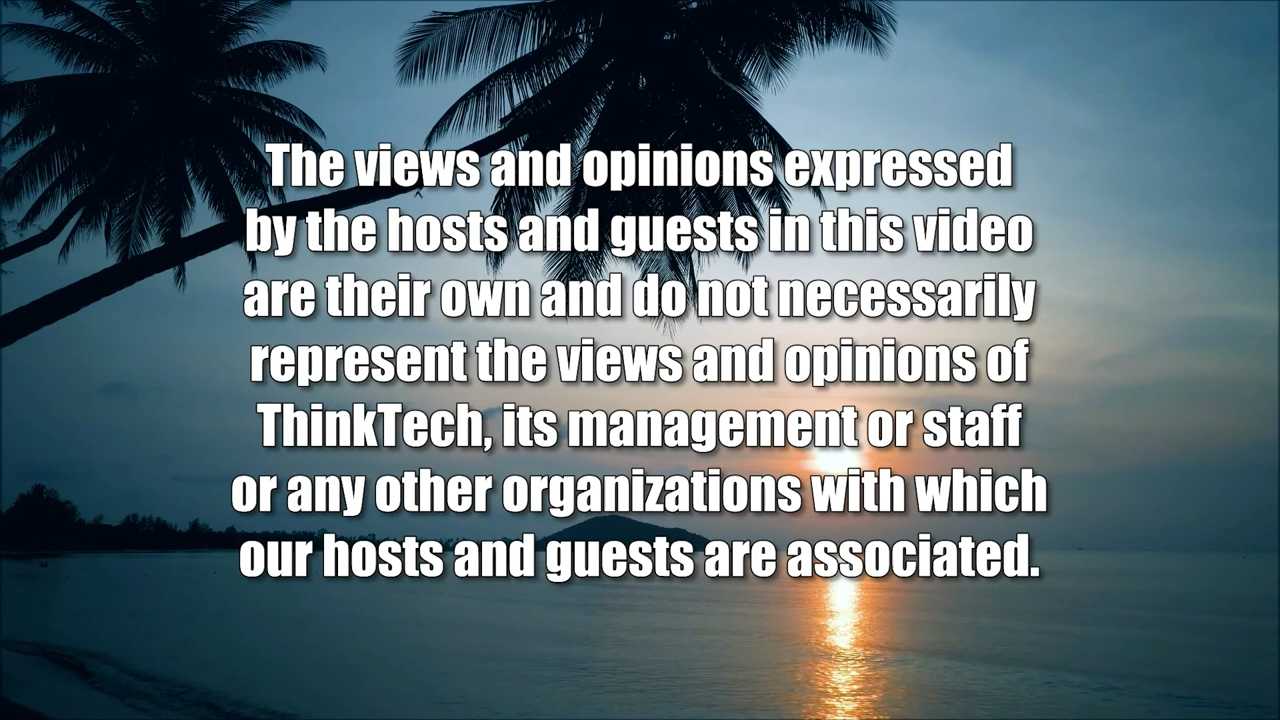 The views and opinions expressed
by the hosts and guests in this video
are their own and do not necessarily
represent the views and opinions of
ThinkTech, its management or staff
or any other organizations with which
our hosts and guests are associated.